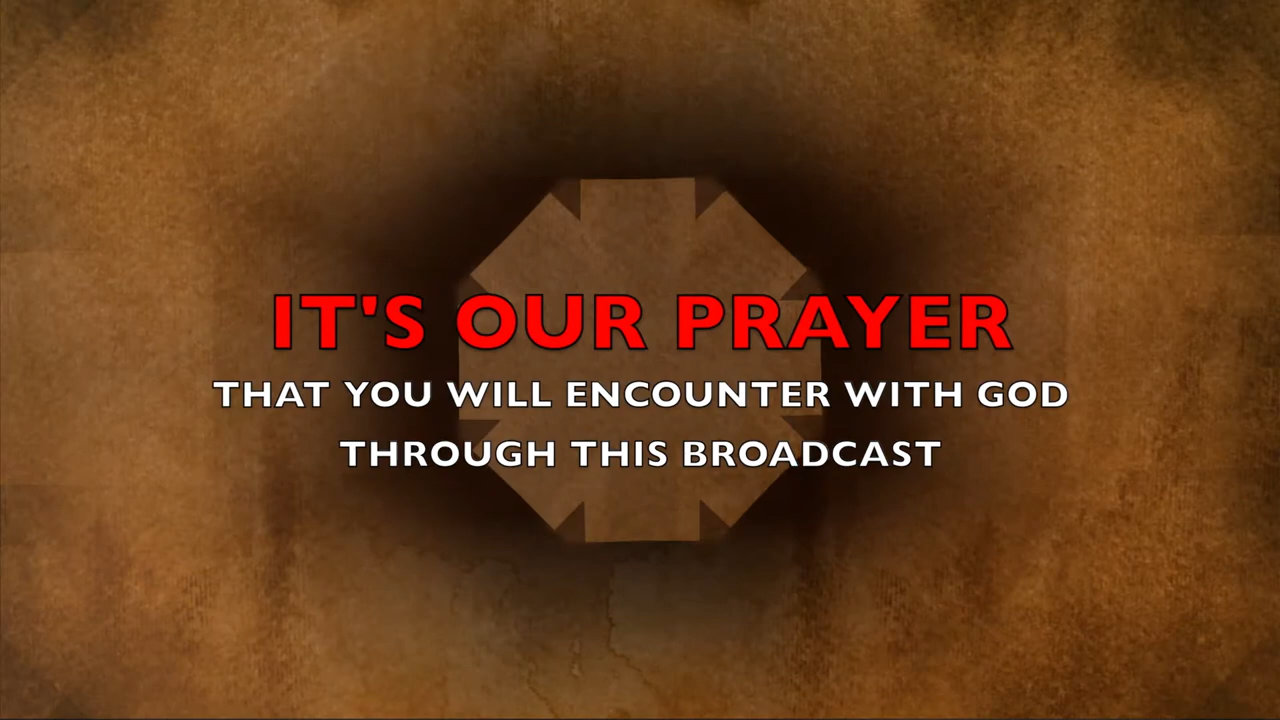 IT'S OUR PRAYER
THAT YOU WILL ENCOUNTER WITH GOD
THROUGH THIS BROADCAST